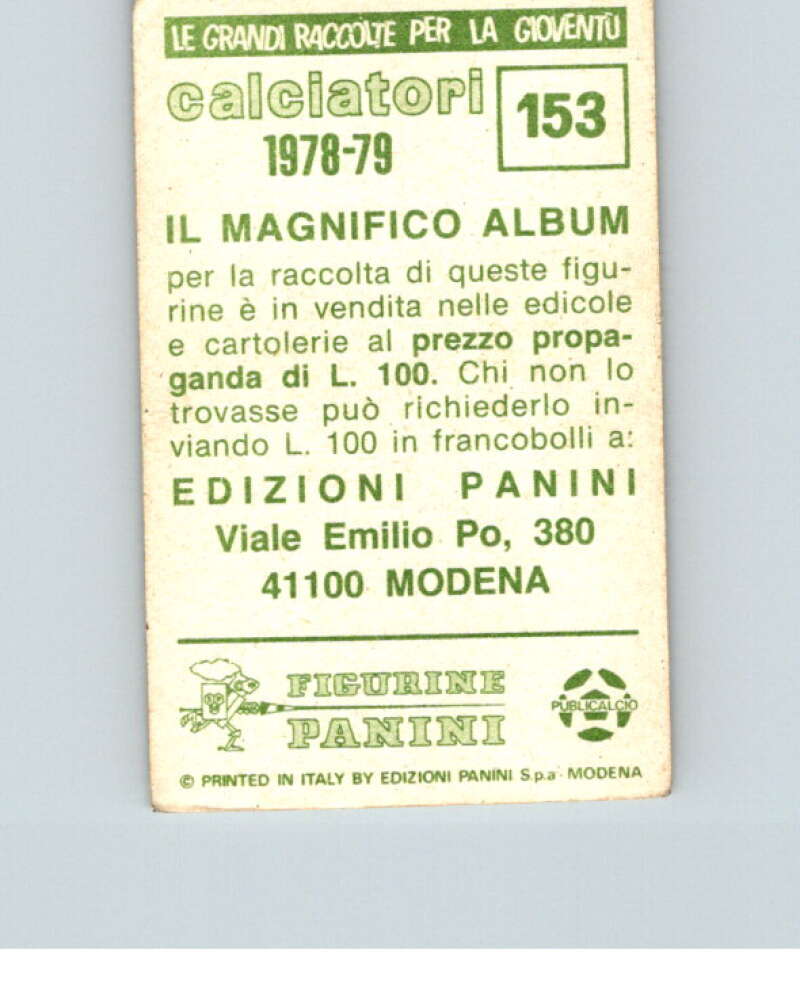 LE GRANDI RACCOLTE PER LA GIOVENTÙ
calciatori
1978-79
153
IL MAGNIFICO ALBUM
per la raccolta di queste figu-
rine è in vendita nelle edicole
e cartolerie al prezzo propa-
ganda di L. 100. Chi non lo
trovasse può richiederlo in-
viando L. 100 in francobolli a:
EDIZIONI PANINI
Viale Emilio Po, 380
41100 MODENA
FIGURINE
PANINI
PUBLICALCIO
© PRINTED IN ITALY BY EDIZIONI PANINI S.p.a. MODENA